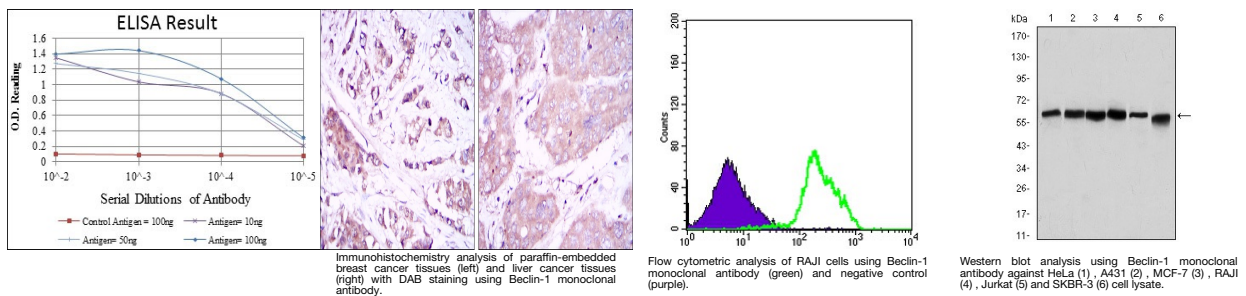 ELISA Result
1.6
1.4
1.2
1
0.8
0.6
0.4
0.2
0
O.D. Reading
10^-2 10^-3 10^-4 10^-5
Serial Dilutions of Antibody
Control Antigen = 100ng
Antigen= 10ng
Antigen= 50ng
Antigen= 100ng
Immunohistochemistry analysis of paraffin-embedded
breast cancer tissues (left) and liver cancer tissues
(right) with DAB staining using Beclin-1 monoclonal
antibody.
200
160
120
80
40
0
Counts
10^0 10^1 10^2 10^3 10^4
Flow cytometric analysis of RAJI cells using Beclin-1
monoclonal antibody (green) and negative control
(purple).
kDa 1 2 3 4 5 6
170-
130-
95-
72-
55-
43-
34-
26-
17-
11-
←
Western blot analysis using Beclin-1 monoclonal
antibody against HeLa (1) , A431 (2) , MCF-7 (3) , RAJI
(4) , Jurkat (5) and SKBR-3 (6) cell lysate.